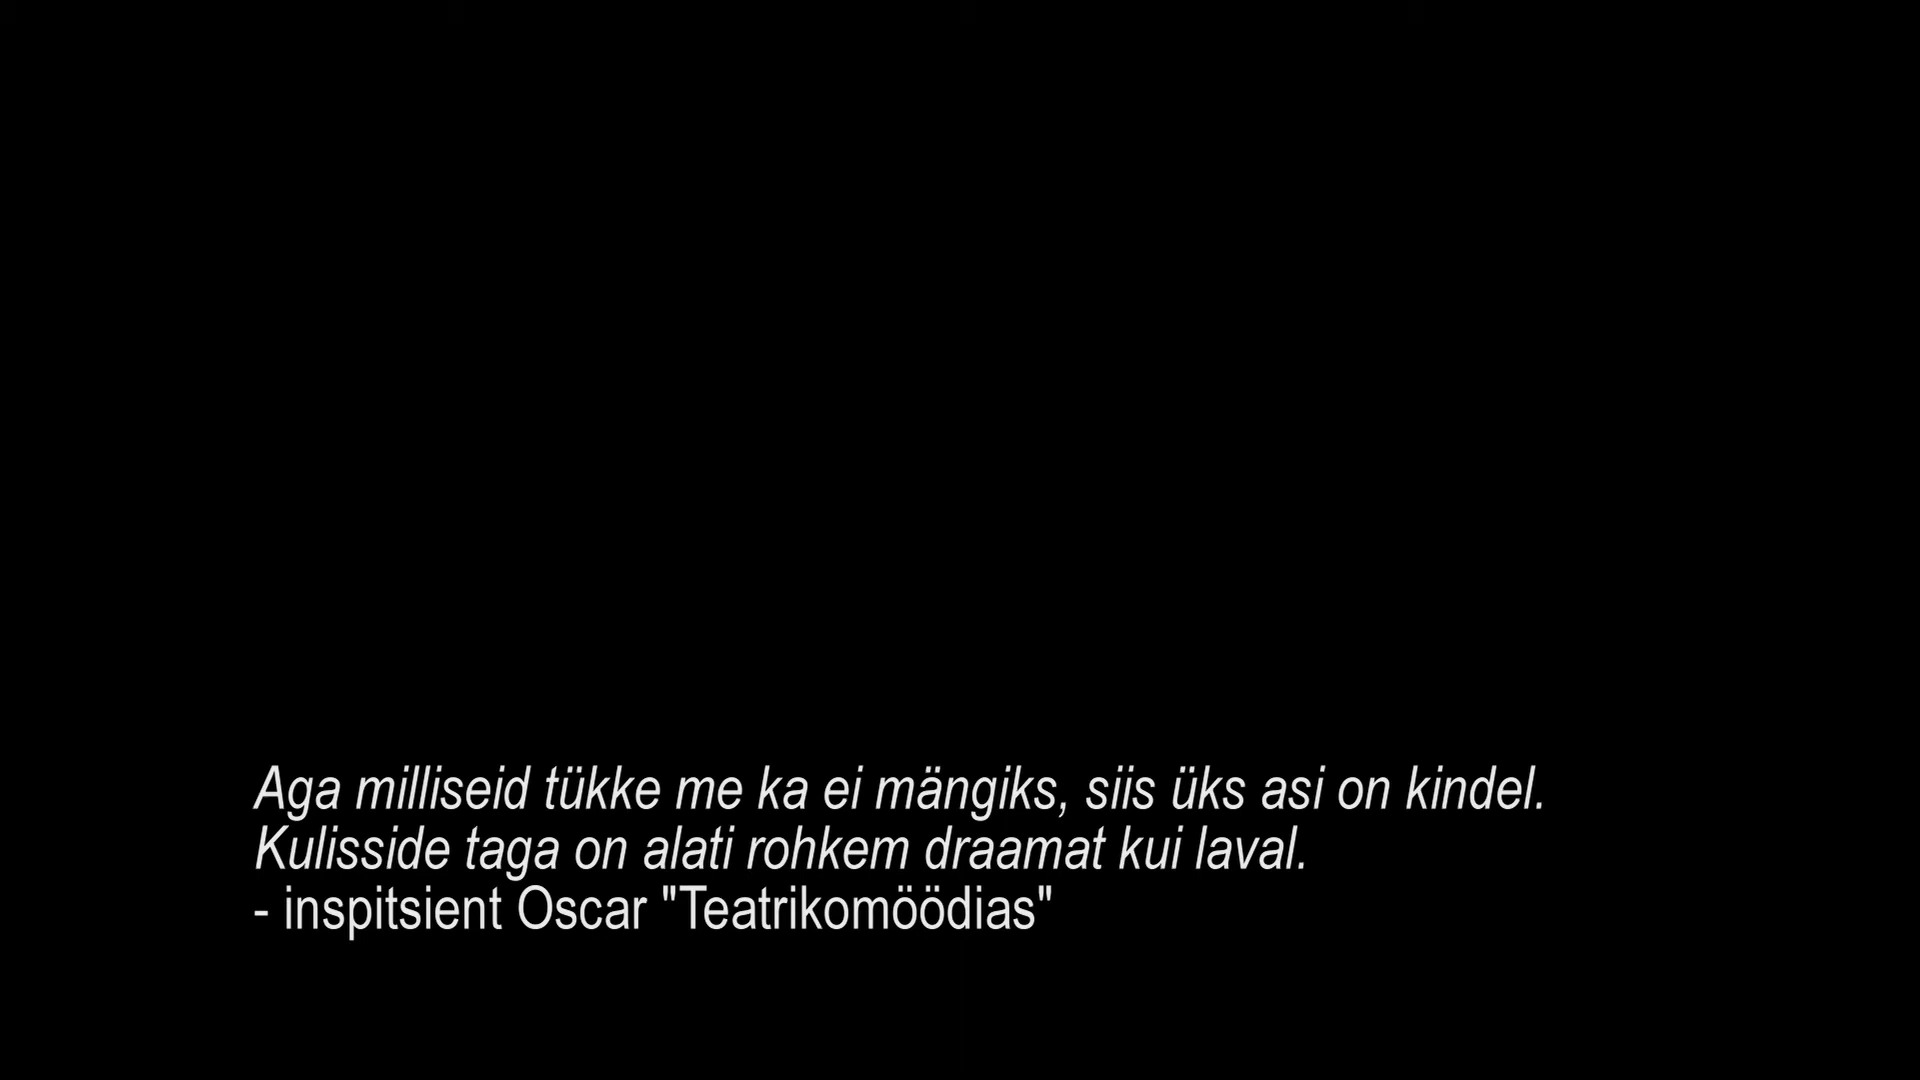 Aga milliseid tükke me ka ei mängiks, siis üks asi on kindel.
Kulisside taga on alati rohkem draamat kui laval.
- inspitsient Oscar "Teatrikomöödias"